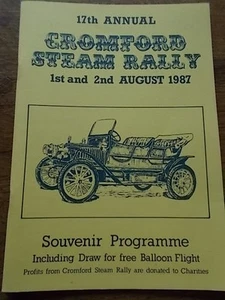 17th ANNUAL
CROMFORD
STEAM RALLY
1st and 2nd AUGUST 1987
Souvenir Programme
Including Draw for free Balloon Flight
Profits from Cromford Steam Rally are donated to Charities